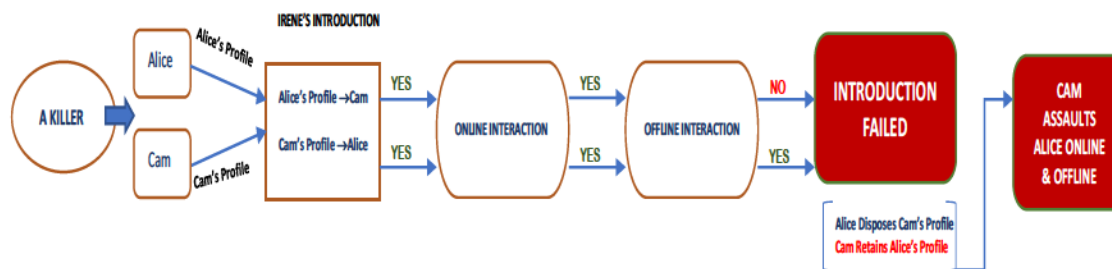 IRENE'S INTRODUCTION
A KILLER
Alice
Alice's Profile
Cam
Cam's Profile
Alice's Profile →Cam
Cam's Profile →Alice
YES
YES
ONLINE INTERACTION
YES
YES
OFFLINE INTERACTION
NO
YES
INTRODUCTION
FAILED
Alice Disposes Cam's Profile
Cam Retains Alice's Profile
CAM
ASSAULTS
ALICE ONLINE
& OFFLINE